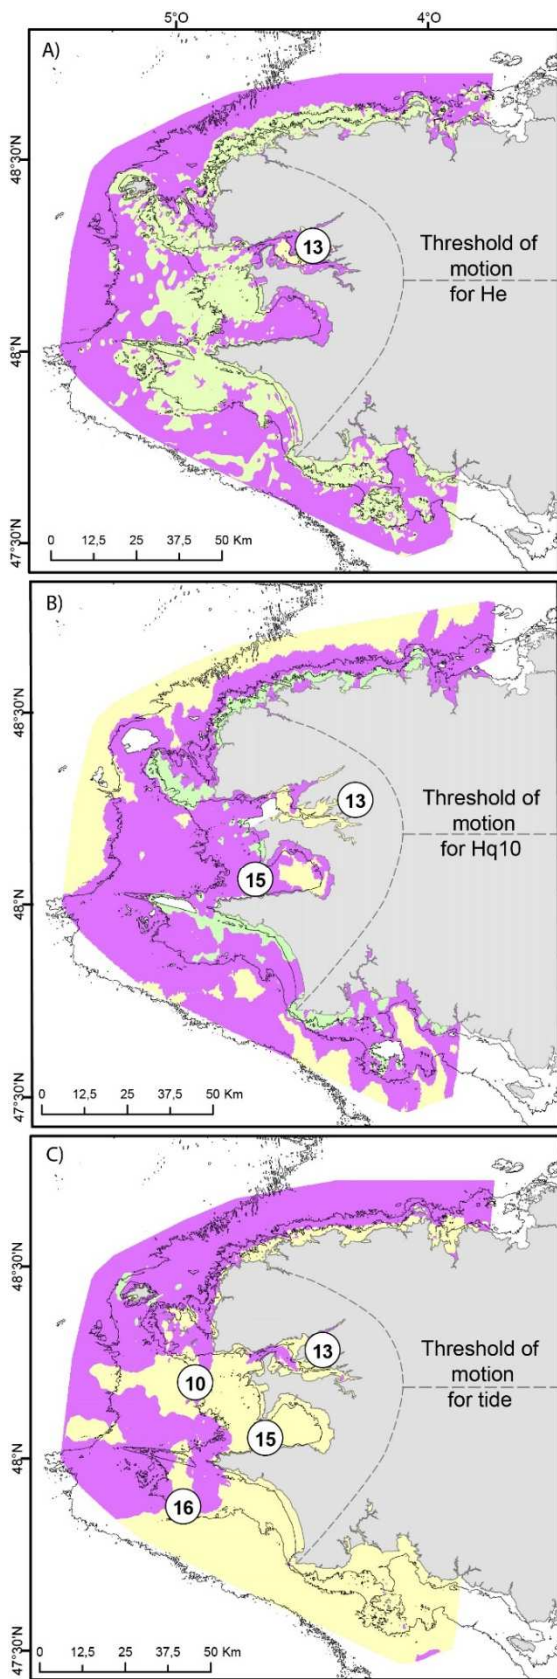 5°O 4°O
A)
48°30'N
13
Threshold of
motion
for He
48°N
0 12,5 25 37,5 50 Km
47°30'N
B)
48°30'N
13
Threshold of
motion
for Hq10
15
48°N
0 12,5 25 37,5 50 Km
47°30'N
C)
48°30'N
13
Threshold of
motion
for tide
10
15
48°N
16
0 12,5 25 37,5 50 Km
47°30'N